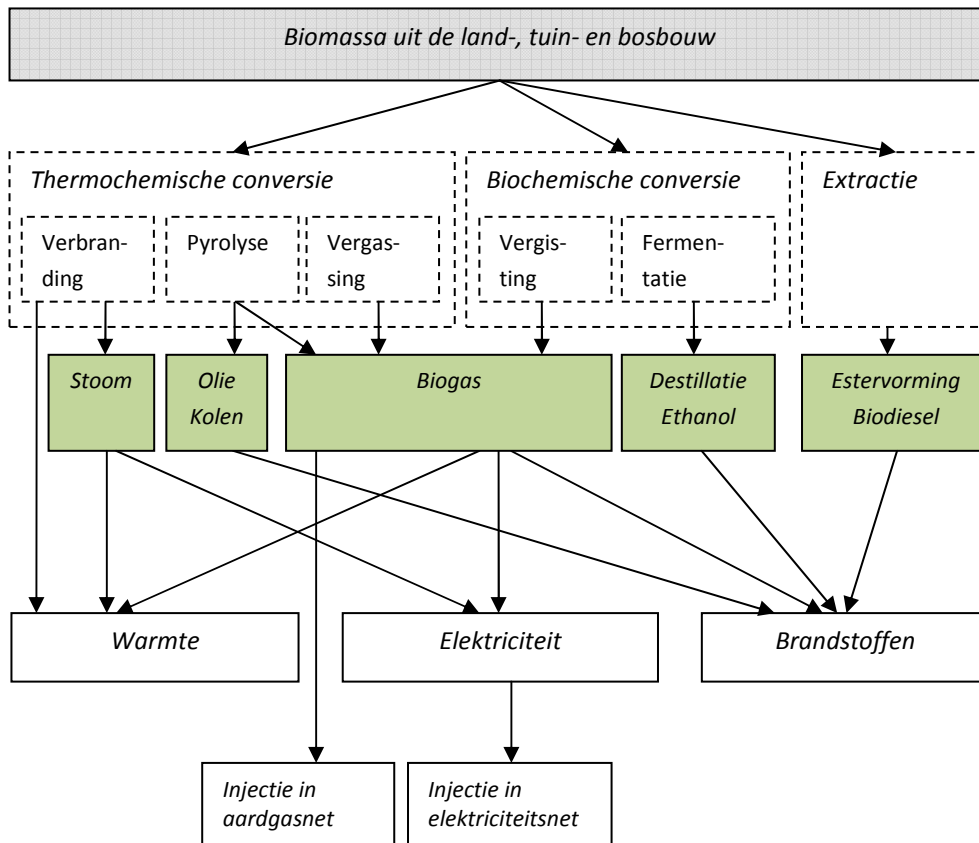 Biomassa uit de land-, tuin- en bosbouw
Thermochemische conversie
Verbran-
ding
Pyrolyse
Vergas-
sing
Biochemische conversie
Vergis-
ting
Fermen-
tatie
Extractie
Stoom
Olie
Kolen
Biogas
Destillatie
Ethanol
Estervorming
Biodiesel
Warmte
Elektriciteit
Brandstoffen
Injectie in
aardgasnet
Injectie in
elektriciteitsnet